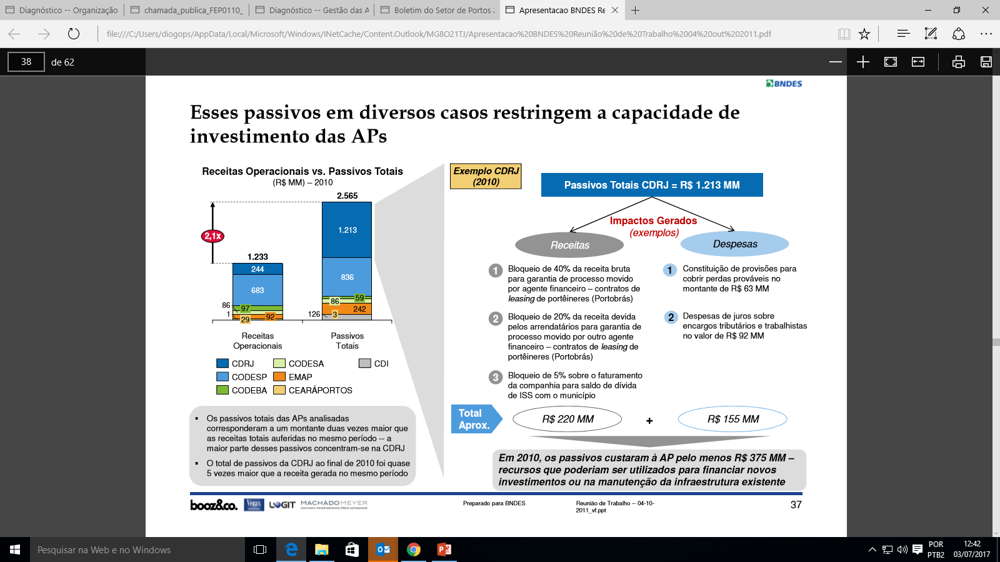 Diagnóstico -- Organização
chamada_publica_FEP0110_
Diagnóstico -- Gestão das A
Boletim do Setor de Portos 2
Apresentacao BNDES Re
file:///C:/Users/diogops/AppData/Local/Microsoft/Windows/INetCache/Content.Outlook/MG8O21TJ/Apresentacao%20BNDES%20Reunião%20de%20Trabalho%2004%20out%202011.pdf
38 de 62
BNDES
Esses passivos em diversos casos restringem a capacidade de
investimento das APs
Receitas Operacionais vs. Passivos Totais
(R$ MM) – 2010
2.565
1.213
2,1x
1.233
244
836
683
59
86
86
97
242
1
92
126
3
29
Receitas
Operacionais
Passivos
Totais
CDRJ
CODESA
CDI
CODESP
EMAP
CODEBA
CEARÁPORTOS
▪ Os passivos totais das APs analisadas
corresponderam a um montante duas vezes maior que
as receitas totais auferidas no mesmo período -- a
maior parte desses passivos concentram-se na CDRJ
▪ O total de passivos da CDRJ ao final de 2010 foi quase
5 vezes maior que a receita gerada no mesmo período
Exemplo CDRJ
(2010)
Passivos Totais CDRJ = R$ 1.213 MM
Impactos Gerados
(exemplos)
Receitas
Despesas
1 Bloqueio de 40% da receita bruta
para garantia de processo movido
por agente financeiro – contratos de
leasing de portêineres (Portobrás)
2 Bloqueio de 20% da receita devida
pelos arrendatários para garantia de
processo movido por outro agente
financeiro – contratos de leasing de
portêineres (Portobrás)
3 Bloqueio de 5% sobre o faturamento
da companhia para saldo de dívida
de ISS com o município
1 Constituição de provisões para
cobrir perdas prováveis no
montante de R$ 63 MM
2 Despesas de juros sobre
encargos tributários e trabalhistas
no valor de R$ 92 MM
Total
Aprox.
R$ 220 MM
+
R$ 155 MM
Em 2010, os passivos custaram à AP pelo menos R$ 375 MM –
recursos que poderiam ser utilizados para financiar novos
investimentos ou na manutenção da infraestrutura existente
booz&co.
Verax
LOGIT
MACHADO MEYER
MACHADO MEYER SENDACZ OPICE ADVOGADOS
Preparado para BNDES
Reunião de Trabalho – 04-10-
2011_vf.ppt
37
Pesquisar na Web e no Windows
POR
PTB2
12:42
03/07/2017